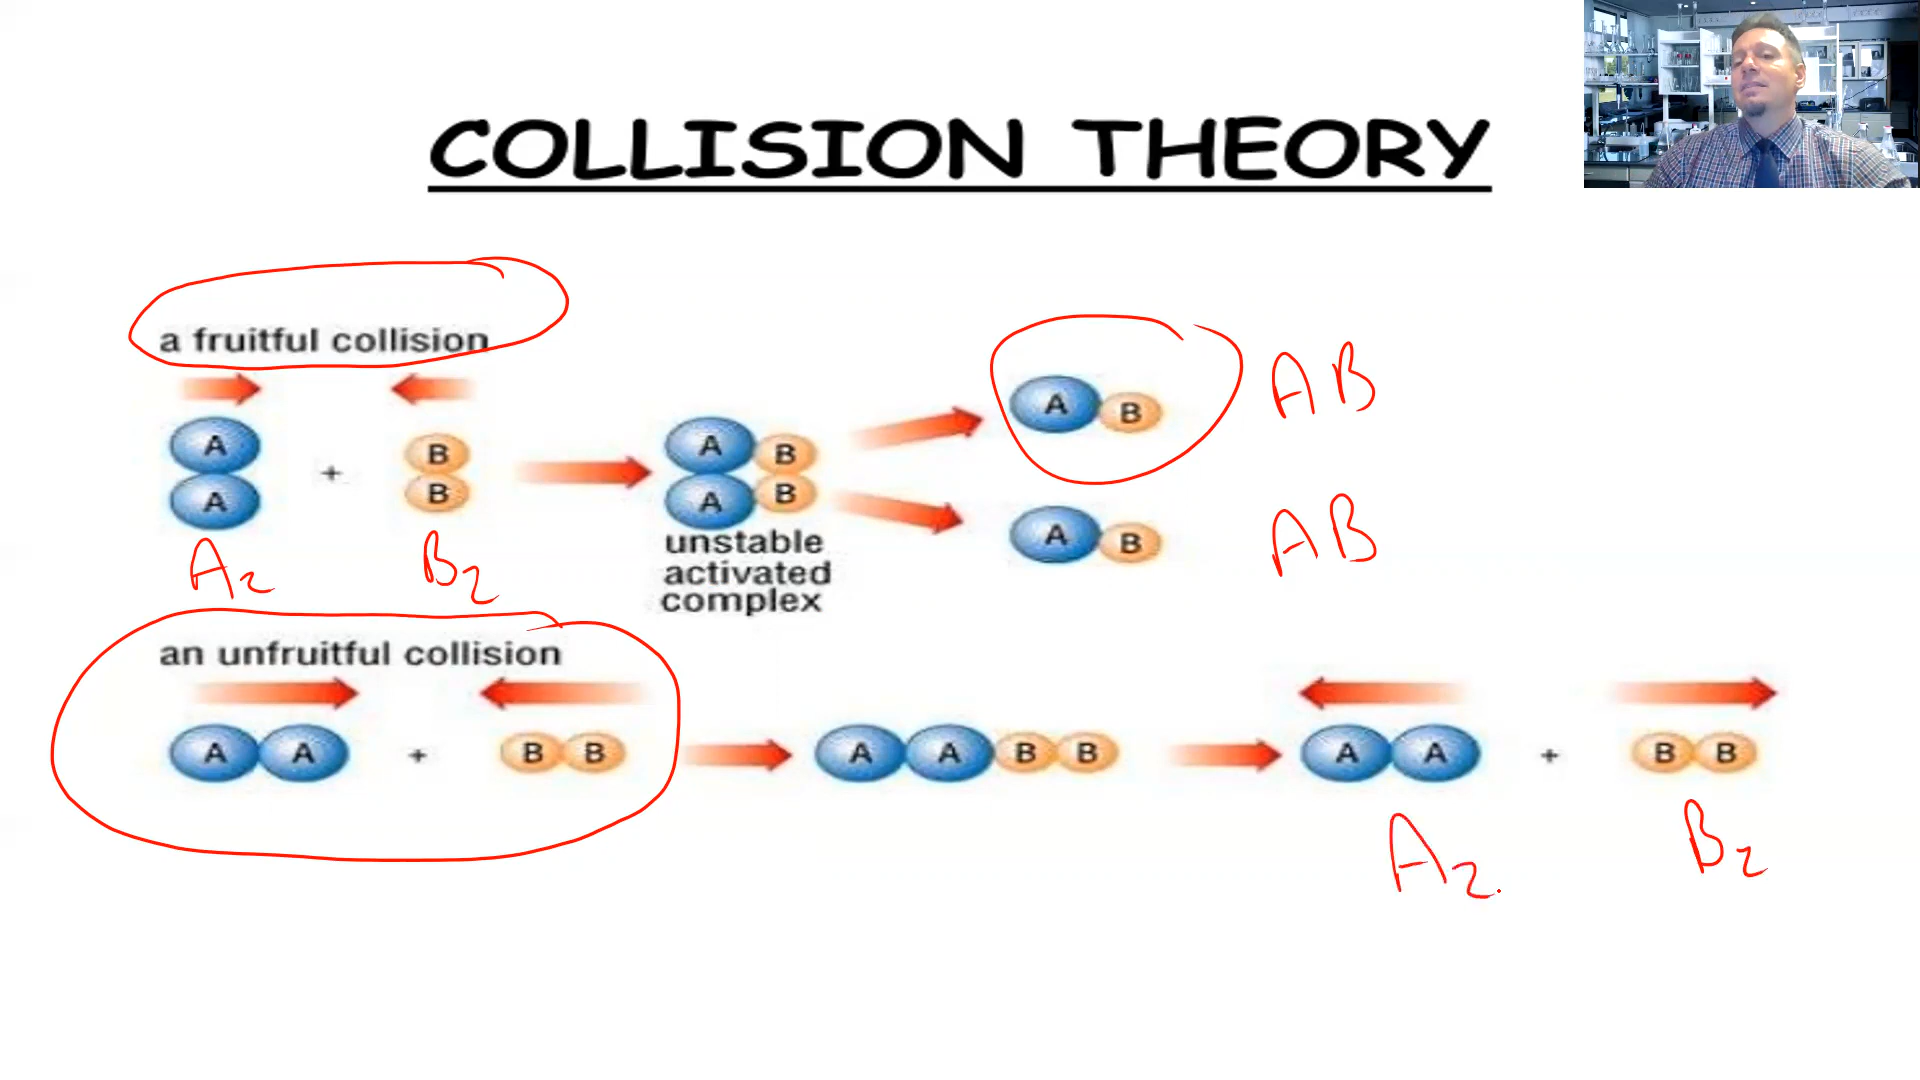 COLLISION THEORY
a fruitful collision
A + B A B A B AB
A B A B
A₂ B₂ unstable A B AB
activated
complex
an unfruitful collision
A A + B B A A B B A A + B B
A₂. B₂